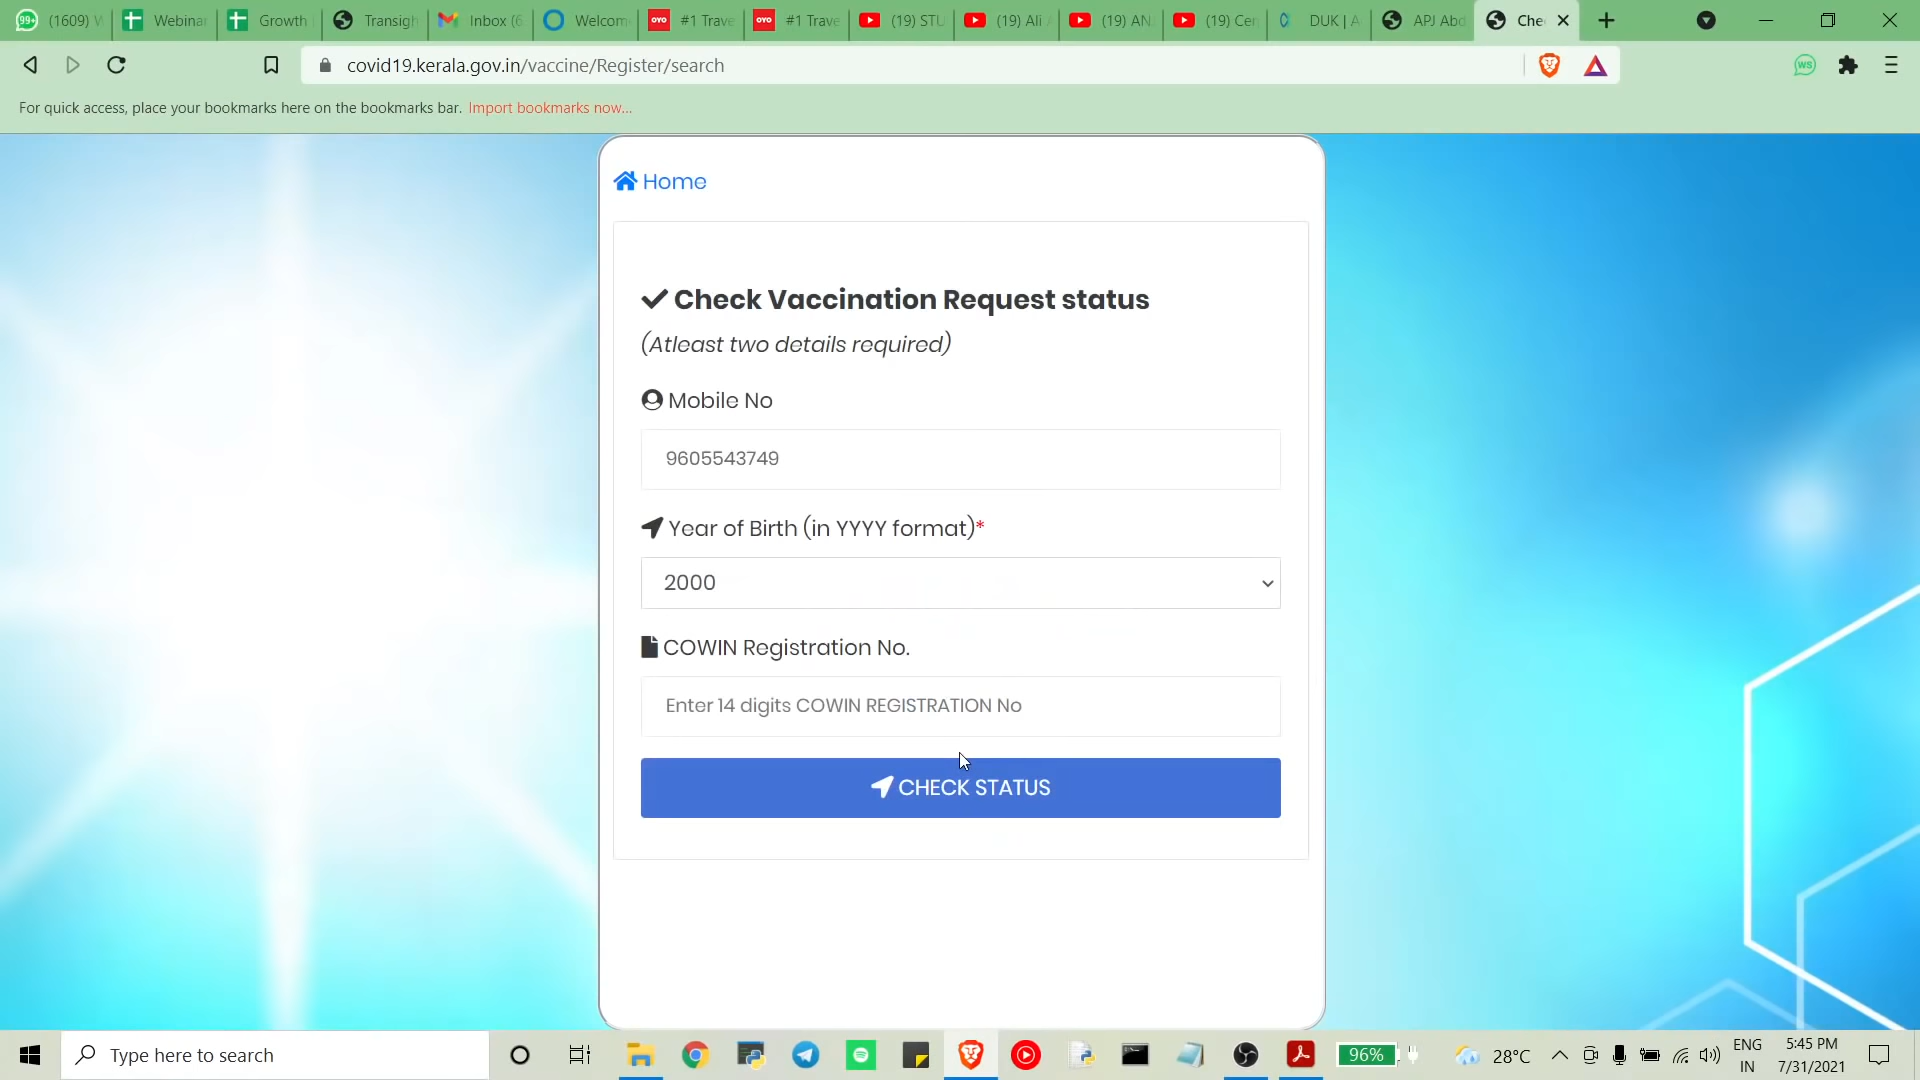 (1609) W
Webinar
Growth
Transigh
Inbox (6
Welcom
#1 Trave
#1 Trave
(19) STU
(19) Ali A
(19) AN
(19) Cen
DUK | A
APJ Abd
Che
covid19.kerala.gov.in/vaccine/Register/search
For quick access, place your bookmarks here on the bookmarks bar. Import bookmarks now...
Home
Check Vaccination Request status
(Atleast two details required)
Mobile No
9605543749
Year of Birth (in YYYY format)*
2000
COWIN Registration No.
Enter 14 digits COWIN REGISTRATION No
CHECK STATUS
Type here to search
96%
28°C
ENG
IN
5:45 PM
7/31/2021